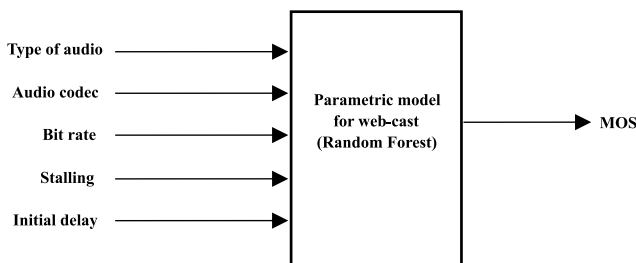 Type of audio
Audio codec
Bit rate
Stalling
Initial delay
Parametric model
for web-cast
(Random Forest)
MOS